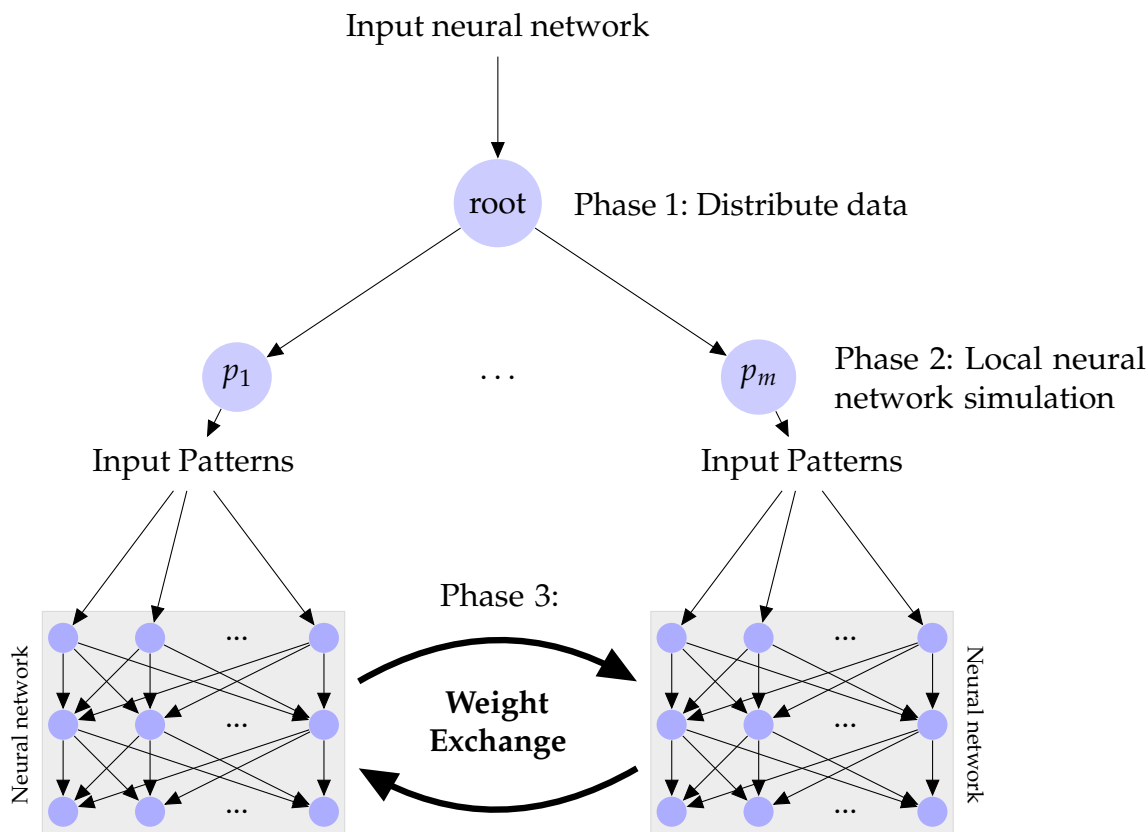 Input neural network
root
Phase 1: Distribute data
p1
...
pm
Phase 2: Local neural
network simulation
Input Patterns
Input Patterns
Phase 3:
Neural network
...
...
...
Weight
Exchange
...
...
...
Neural network